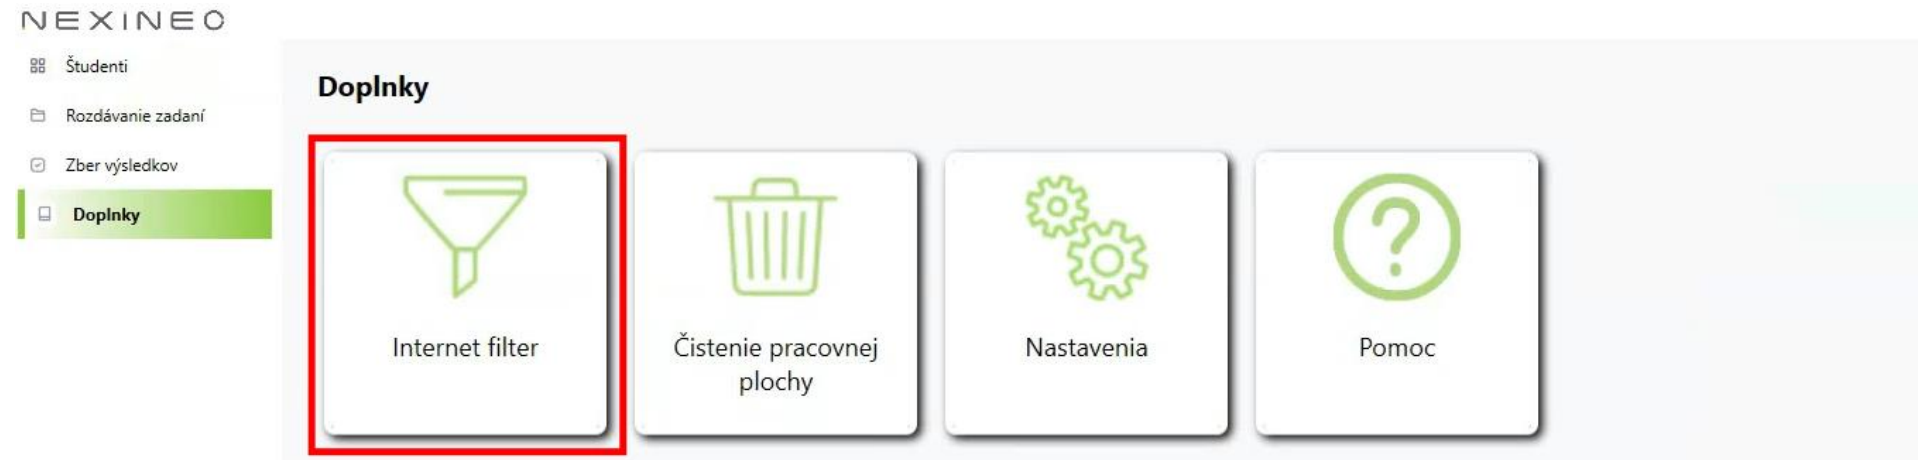 NEXINEO
Študenti
Rozdávanie zadaní
Zber výsledkov
Doplnky
Doplnky
Internet filter
Čistenie pracovnej
plochy
Nastavenia
Pomoc